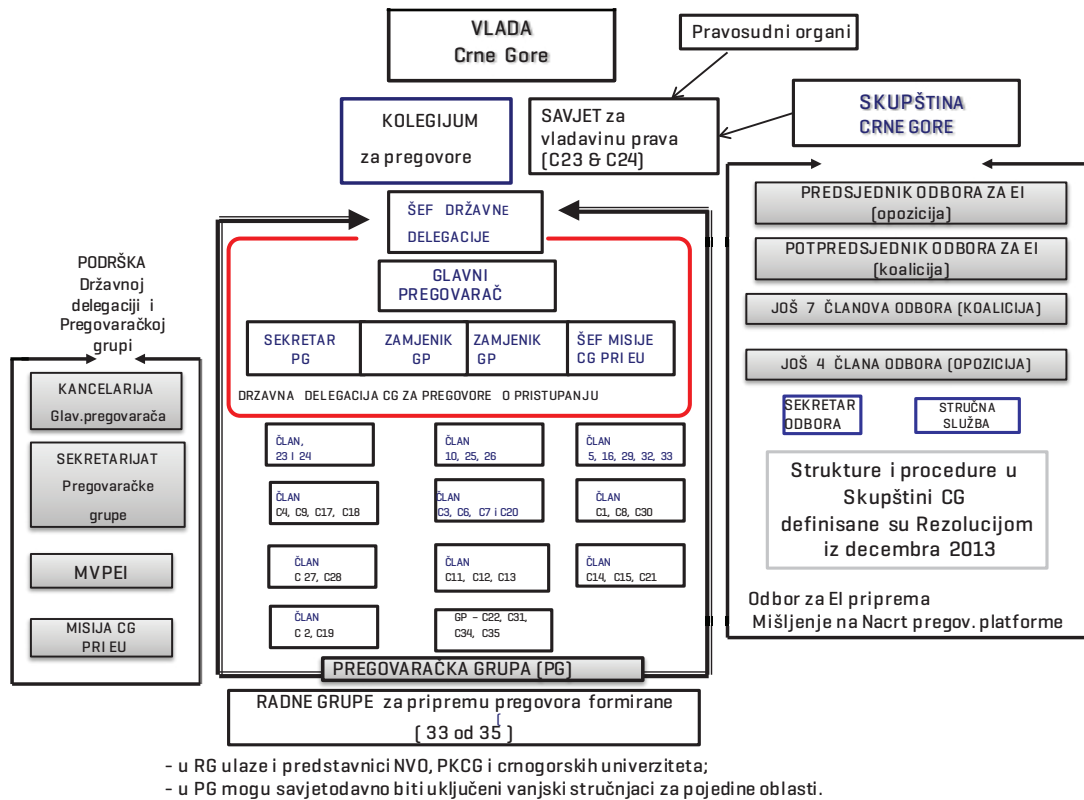 VLADA
Crne Gore
Pravosudni organi
KOLEGIJUM
za pregovore
SAVJET za
vladavinu prava
(C23 & C24)
SKUPŠTINA
CRNE GORE
ŠEF DRŽAVNE
DELEGACIJE
GLAVNI
PREGOVARAČ
SEKRETAR
PG
ZAMJENIK
GP
ZAMJENIK
GP
ŠEF MISIJE
CG PRI EU
DRZAVNA DELEGACIJA CG ZA PREGOVORE O PRISTUPANJU
PODRŠKA
Državnoj
delegaciji i
Pregovaračkoj
grupi
KANCELARIJA
Glav.pregovarača
SEKRETARIJAT
Pregovaračke
grupe
MVPEI
MISIJA CG
PRI EU
ČLAN,
23 I 24
ČLAN
10, 25, 26
ČLAN
5, 16, 29, 32, 33
ČLAN
C4, C9, C17, C18
ČLAN
C3, C6, C7 i C20
ČLAN
C1, C8, C30
ČLAN
C 27, C28
ČLAN
C11, C12, C13
ČLAN
C14, C15, C21
ČLAN
C 2, C19
GP – C22, C31,
C34, C35
PREGOVARAČKA GRUPA (PG)
RADNE GRUPE za pripremu pregovora formirane
(
( 33 od 35 )
PREDSJEDNIK ODBORA ZA EI
(opozicija)
POTPREDSJEDNIK ODBORA ZA EI
(koalicija)
JOŠ 7 ČLANOVA ODBORA (KOALICIJA)
JOŠ 4 ČLANA ODBORA (OPOZICIJA)
SEKRETAR
ODBORA
STRUČNA
SLUŽBA
Strukture i procedure u
Skupštini CG
definisane su Rezolucijom
iz decembra 2013
Odbor za EI priprema
Mišljenje na Nacrt pregov. platforme
- u RG ulaze i predstavnici NVO, PKCG i crnogorskih univerziteta;
- u PG mogu savjetodavno biti uključeni vanjski stručnjaci za pojedine oblasti.